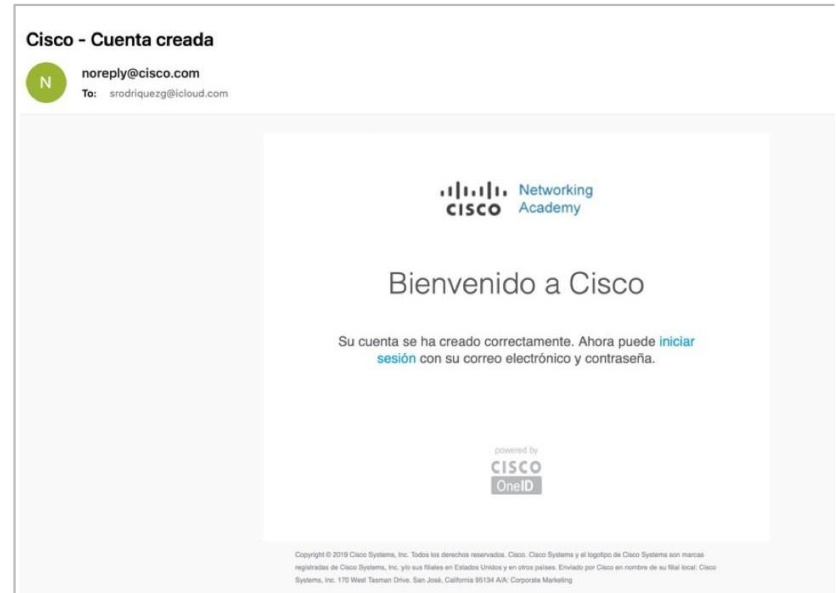 Cisco - Cuenta creada
N
noreply@cisco.com
To: srodriquezg@icloud.com
CISCO
Networking
Academy
Bienvenido a Cisco
Su cuenta se ha creado correctamente. Ahora puede iniciar
sesión con su correo electrónico y contraseña.
powered by
CISCO
OneID
Copyright © 2019 Cisco Systems, Inc. Todos los derechos reservados. Cisco. Cisco Systems y el logotipo de Cisco Systems son marcas
registradas de Cisco Systems, Inc. y/o sus filiales en Estados Unidos y en otros países. Enviado por Cisco en nombre de su filial local: Cisco
Systems, Inc. 170 West Tasman Drive. San José, California 95134 A/A: Corporate Marketing